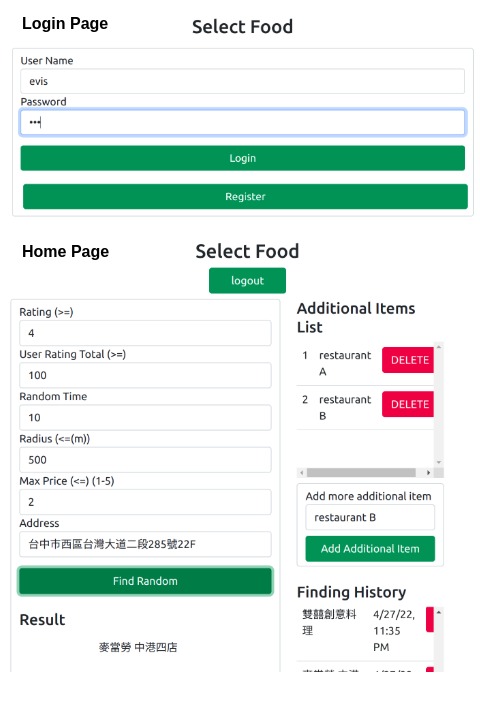 Login Page
Select Food
User Name
evis
Password
•••
Login
Register
Home Page
Select Food
logout
Rating (>=)
4
User Rating Total (>=)
100
Random Time
10
Radius (<=(m))
500
Max Price (<=) (1-5)
2
Address
台中市西區台灣大道二段285號22F
Find Random
Result
麥當勞 中港四店
Additional Items
List
1 restaurant DELETE
A
2 restaurant DELETE
B
Add more additional item
restaurant B
Add Additional Item
Finding History
雙囍創意料 4/27/22,
理 11:35
PM